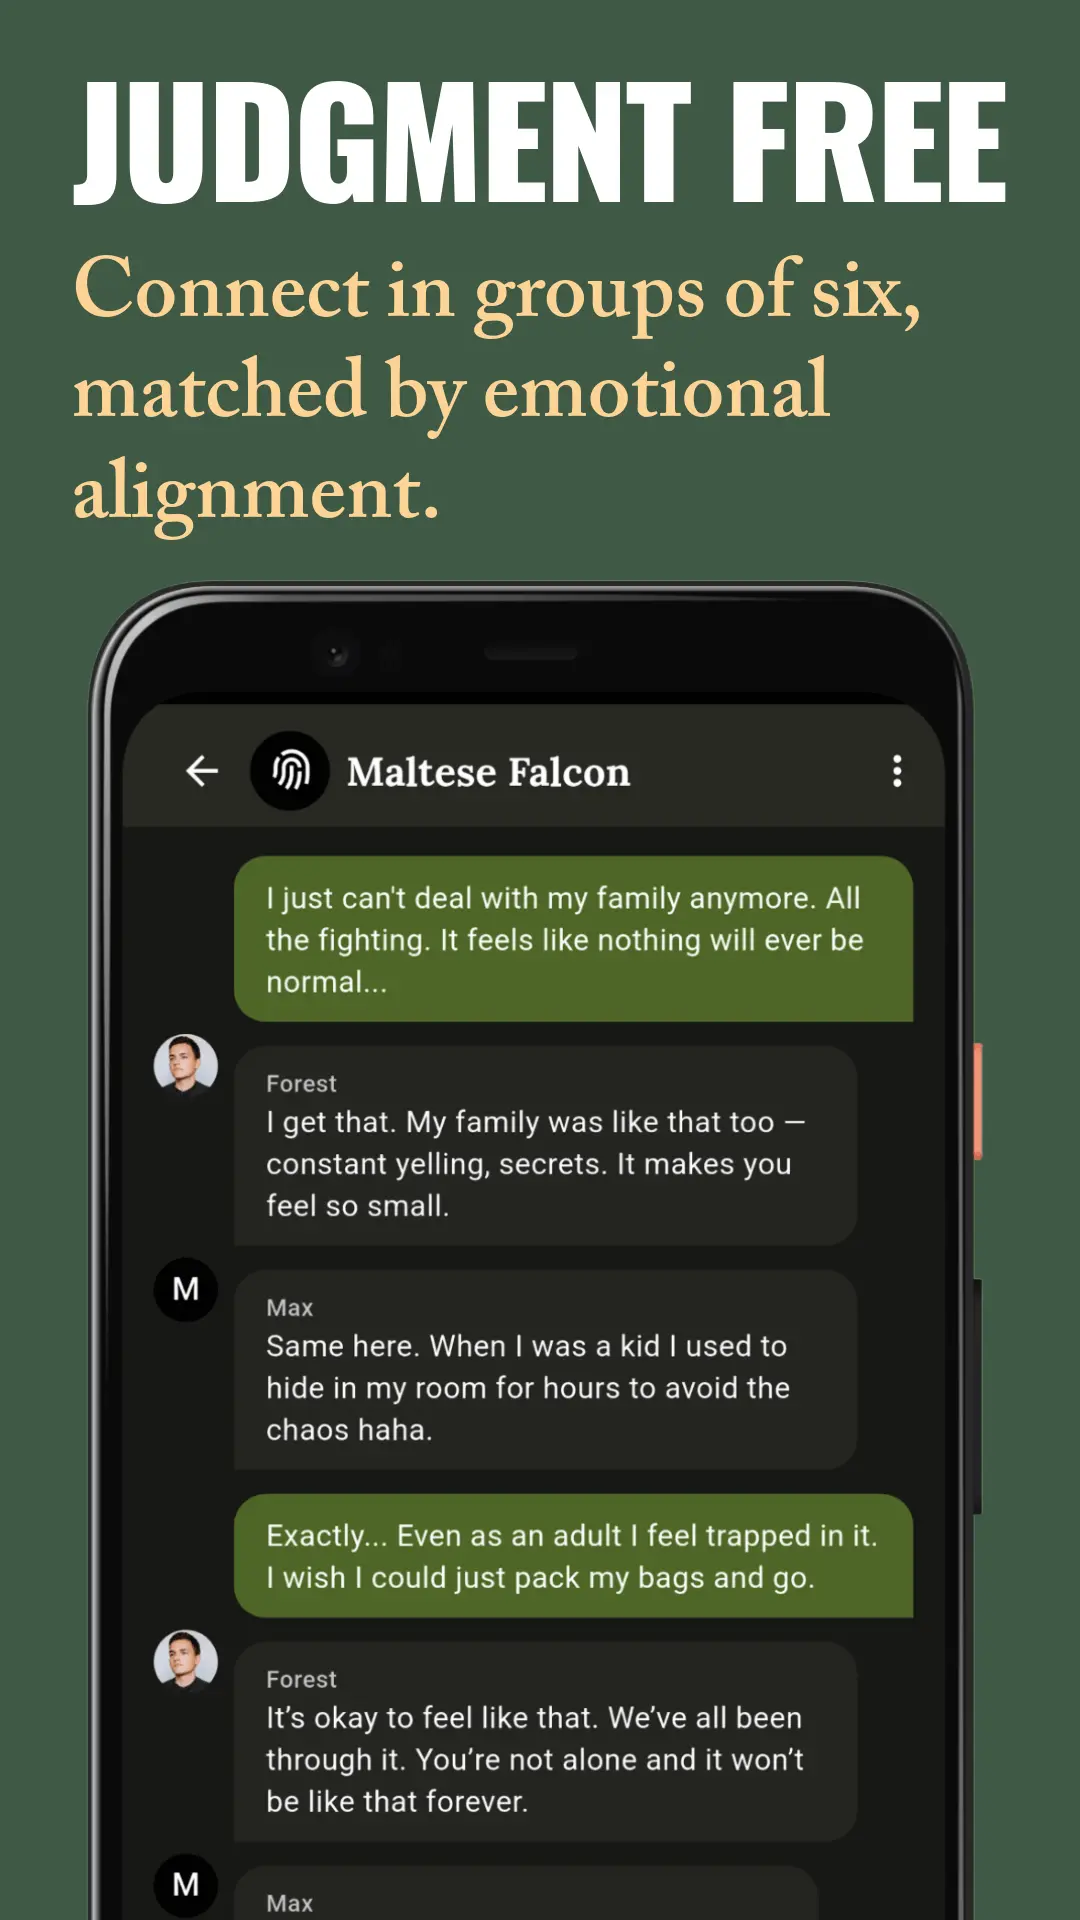 JUDGMENT FREE
Connect in groups of six,
matched by emotional
alignment.
Maltese Falcon
I just can't deal with my family anymore. All
the fighting. It feels like nothing will ever be
normal...
Forest
I get that. My family was like that too —
constant yelling, secrets. It makes you
feel so small.
M
Max
Same here. When I was a kid I used to
hide in my room for hours to avoid the
chaos haha.
Exactly... Even as an adult I feel trapped in it.
I wish I could just pack my bags and go.
Forest
It’s okay to feel like that. We’ve all been
through it. You’re not alone and it won’t
be like that forever.
M
Max